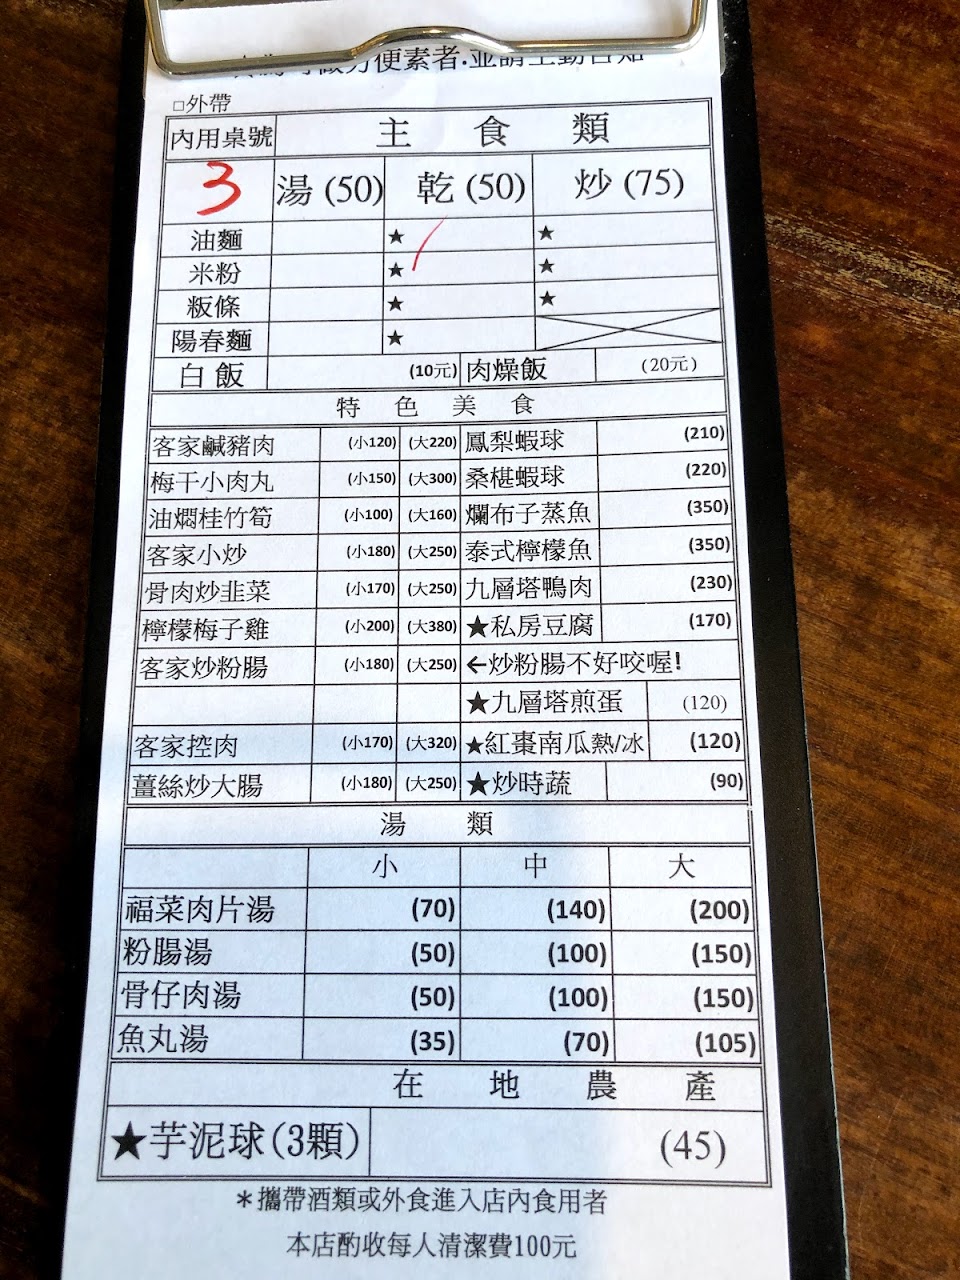 便素者.並請主動告知
□外帶
內用桌號 主食類
3 湯(50) 乾(50) 炒(75)
油麵 ★ ★
米粉 ★ ★
粄條 ★ ★
陽春麵 ★
白飯 (10元) 肉燥飯 (20元)
特色美食
客家鹹豬肉 (小120) (大220) 鳳梨蝦球 (210)
梅干小肉丸 (小150) (大300) 桑椹蝦球 (220)
油燜桂竹筍 (小100) (大160) 爛布子蒸魚 (350)
客家小炒 (小180) (大250) 泰式檸檬魚 (350)
骨肉炒韭菜 (小170) (大250) 九層塔鴨肉 (230)
檸檬梅子雞 (小200) (大380) ★私房豆腐 (170)
客家炒粉腸 (小180) (大250) ←炒粉腸不好咬喔!
★九層塔煎蛋 (120)
客家控肉 (小170) (大320) ★紅棗南瓜熱/冰 (120)
薑絲炒大腸 (小180) (大250) ★炒時蔬 (90)
湯類
小 中 大
福菜肉片湯 (70) (140) (200)
粉腸湯 (50) (100) (150)
骨仔肉湯 (50) (100) (150)
魚丸湯 (35) (70) (105)
在地農產
★芋泥球(3顆) (45)
＊攜帶酒類或外食進入店內食用者
本店酌收每人清潔費100元